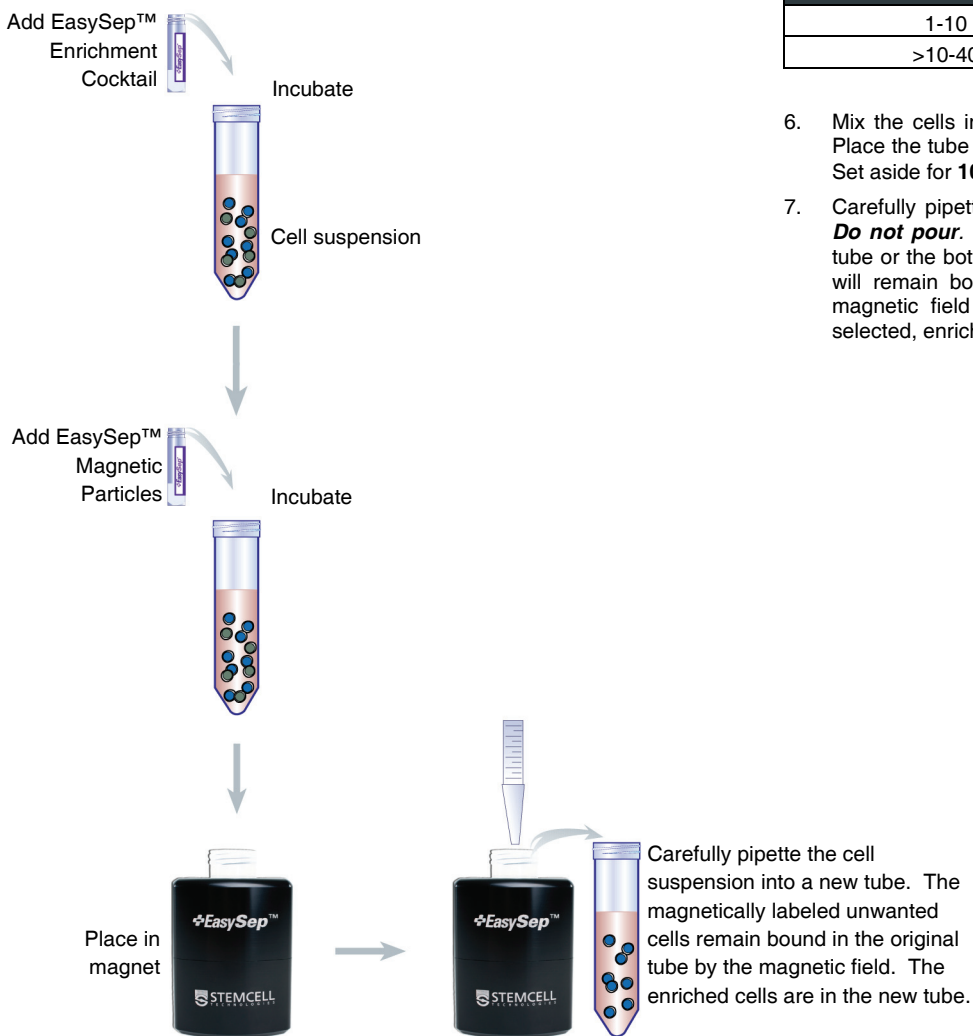 Add EasySep™
Enrichment
Cocktail
Incubate
Cell suspension
Add EasySep™
Magnetic
Particles
Incubate
Place in
magnet
EasySep™
STEMCELL
TECHNOLOGIES
EasySep™
STEMCELL
TECHNOLOGIES
Carefully pipette the cell
suspension into a new tube. The
magnetically labeled unwanted
cells remain bound in the original
tube by the magnetic field. The
enriched cells are in the new tube.
1-10
>10-40
6. Mix the cells in
Place the tube
Set aside for 10
7. Carefully pipett
Do not pour.
tube or the bot
will remain bo
magnetic field
selected, enrich